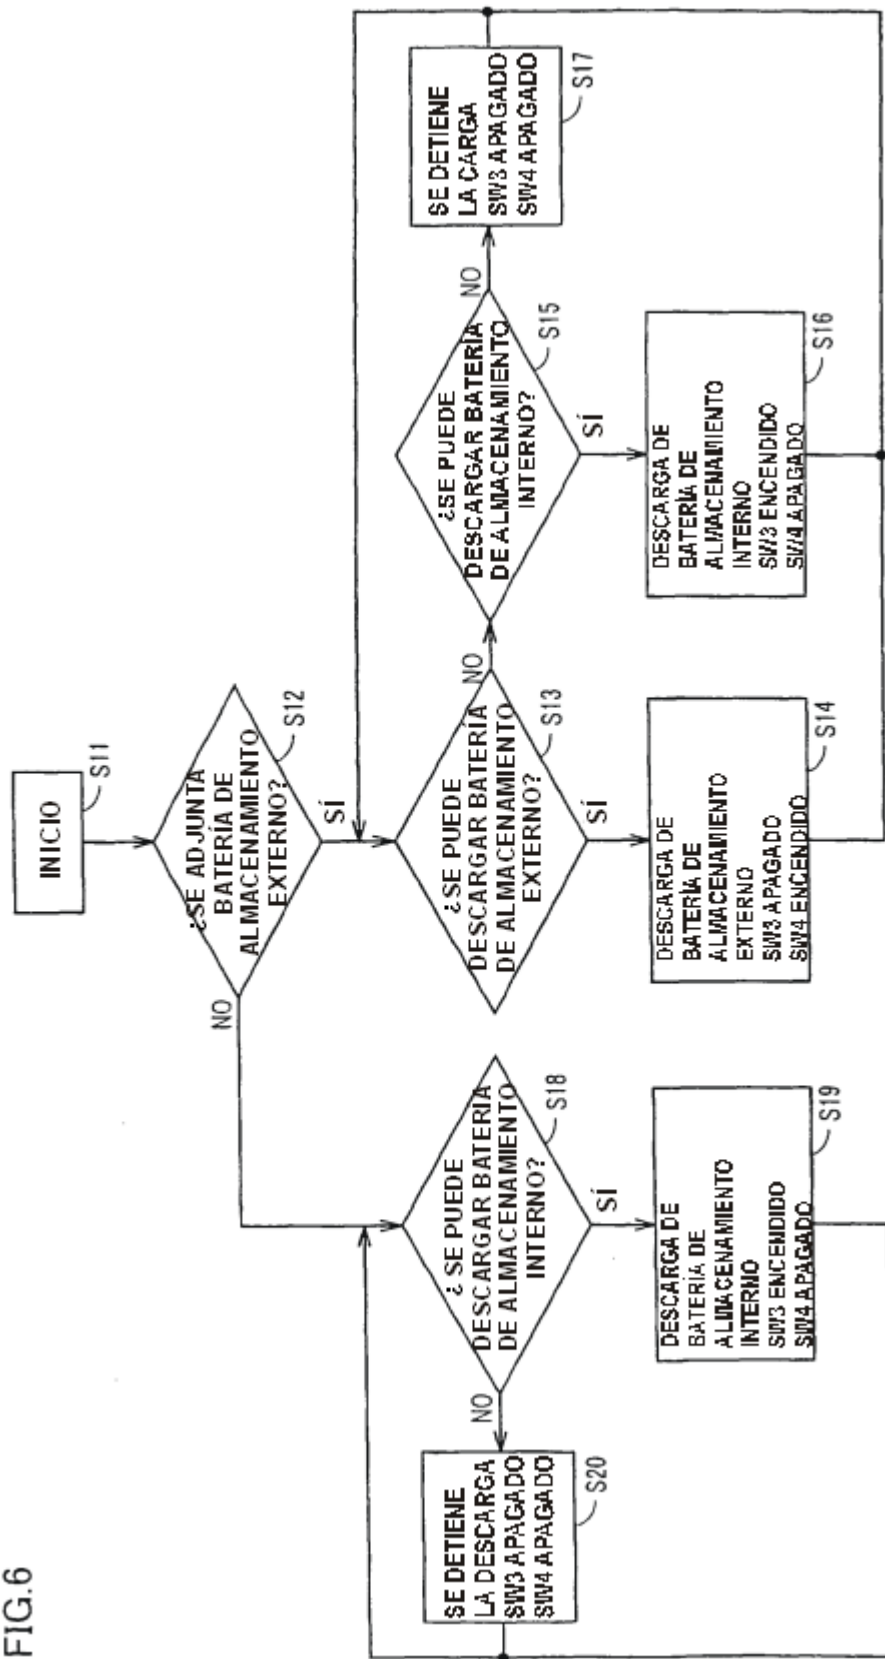 FIG.6
INICIO
S11
¿SE ADJUNTA
BATERÍA DE
ALMACENAMIENTO
EXTERNO?
S12
NO
SÍ
¿SE PUEDE
DESCARGAR BATERÍA
DE ALMACENAMIENTO
EXTERNO?
S13
NO
SÍ
DESCARGA DE
BATERÍA DE
ALMACENAMIENTO
EXTERNO
SW3 APAGADO
SW4 ENCENDIDO
S14
¿SE PUEDE
DESCARGAR BATERÍA
DE ALMACENAMIENTO
INTERNO?
S15
NO
SÍ
DESCARGA DE
BATERÍA DE
ALMACENAMIENTO
INTERNO
SW3 ENCENDIDO
SW4 APAGADO
S16
SE DETIENE
LA CARGA
SW3 APAGADO
SW4 APAGADO
S17
¿ SE PUEDE
DESCARGAR BATERIA
DE ALMACENAMIENTO
INTERNO?
S18
NO
SÍ
DESCARGA DE
BATERÍA DE
ALMACENAMIENTO
INTERNO
SW3 ENCENDIDO
SW4 APAGADO
S19
SE DETIENE
LA DESCARGA
SW3 APAGADO
SW4 APAGADO
S20